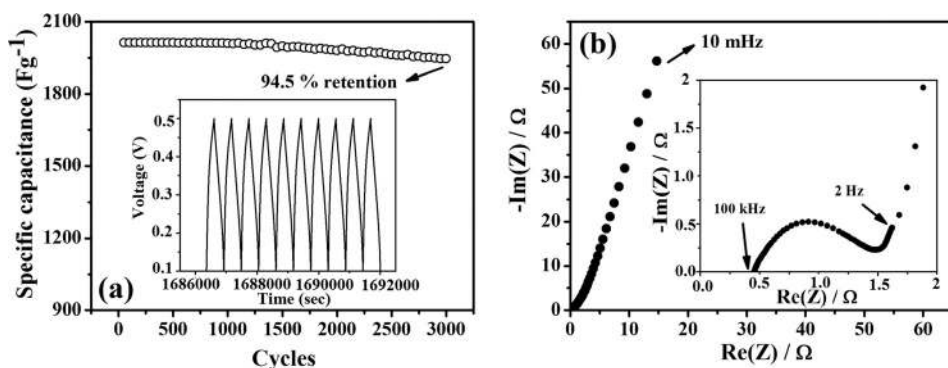 (a)
Specific capacitance (Fg⁻¹)
2100
2100
1800
1500
1200
900
94.5 % retention
Voltage (V)
0.5
0.4
0.3
0.2
0.1
1686000 1688000 1690000 1692000
Time (sec)
0 500 1000 1500 2000 2500 3000
Cycles
(b)
-Im(Z) / Ω
60
50
40
30
20
10
0
10 mHz
-Im(Z) / Ω
2
1.5
1.0
0.5
0.0
100 kHz
2 Hz
0.0 0.5 1.0 1.5 2
Re(Z) / Ω
0 10 20 30 40 50 60
Re(Z) / Ω